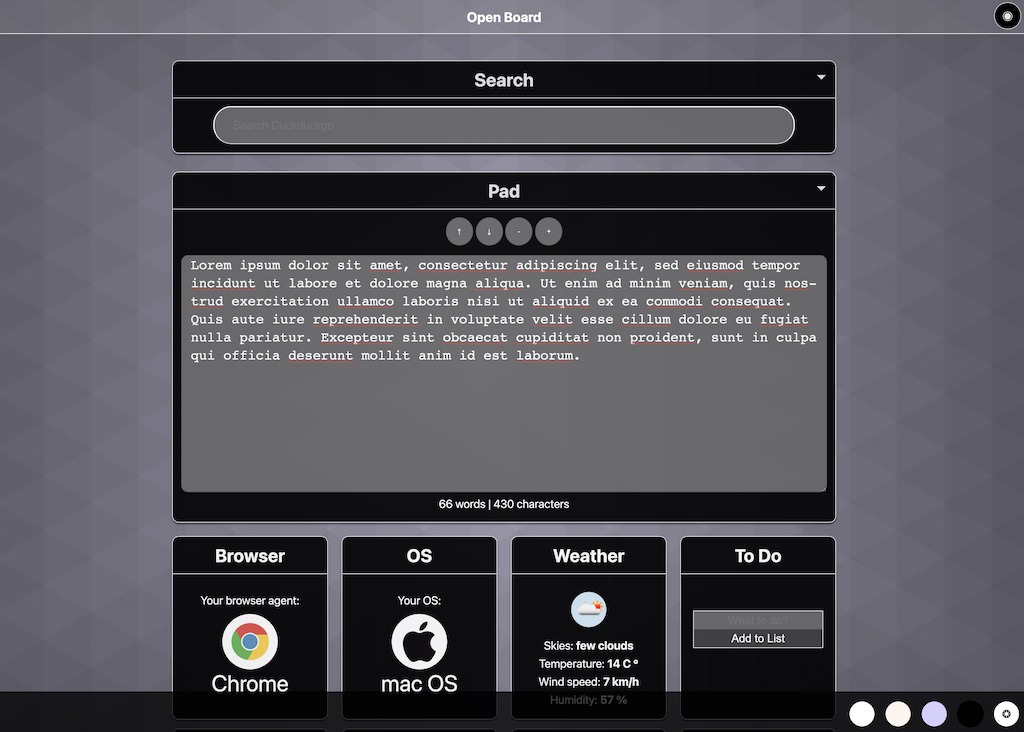 Open Board
Search
Search Duckduckgo
Pad
↑ ↓ - +
Lorem ipsum dolor sit amet, consectetur adipiscing elit, sed eiusmod tempor
incidunt ut labore et dolore magna aliqua. Ut enim ad minim veniam, quis nos-
trud exercitation ullamco laboris nisi ut aliquid ex ea commodi consequat.
Quis aute iure reprehenderit in voluptate velit esse cillum dolore eu fugiat
nulla pariatur. Excepteur sint obcaecat cupiditat non proident, sunt in culpa
qui officia deserunt mollit anim id est laborum.
66 words | 430 characters
Browser
Your browser agent:
Chrome
OS
Your OS:
mac OS
Weather
Skies: few clouds
Temperature: 14 C °
Wind speed: 7 km/h
Humidity: 57 %
To Do
What to do?
Add to List